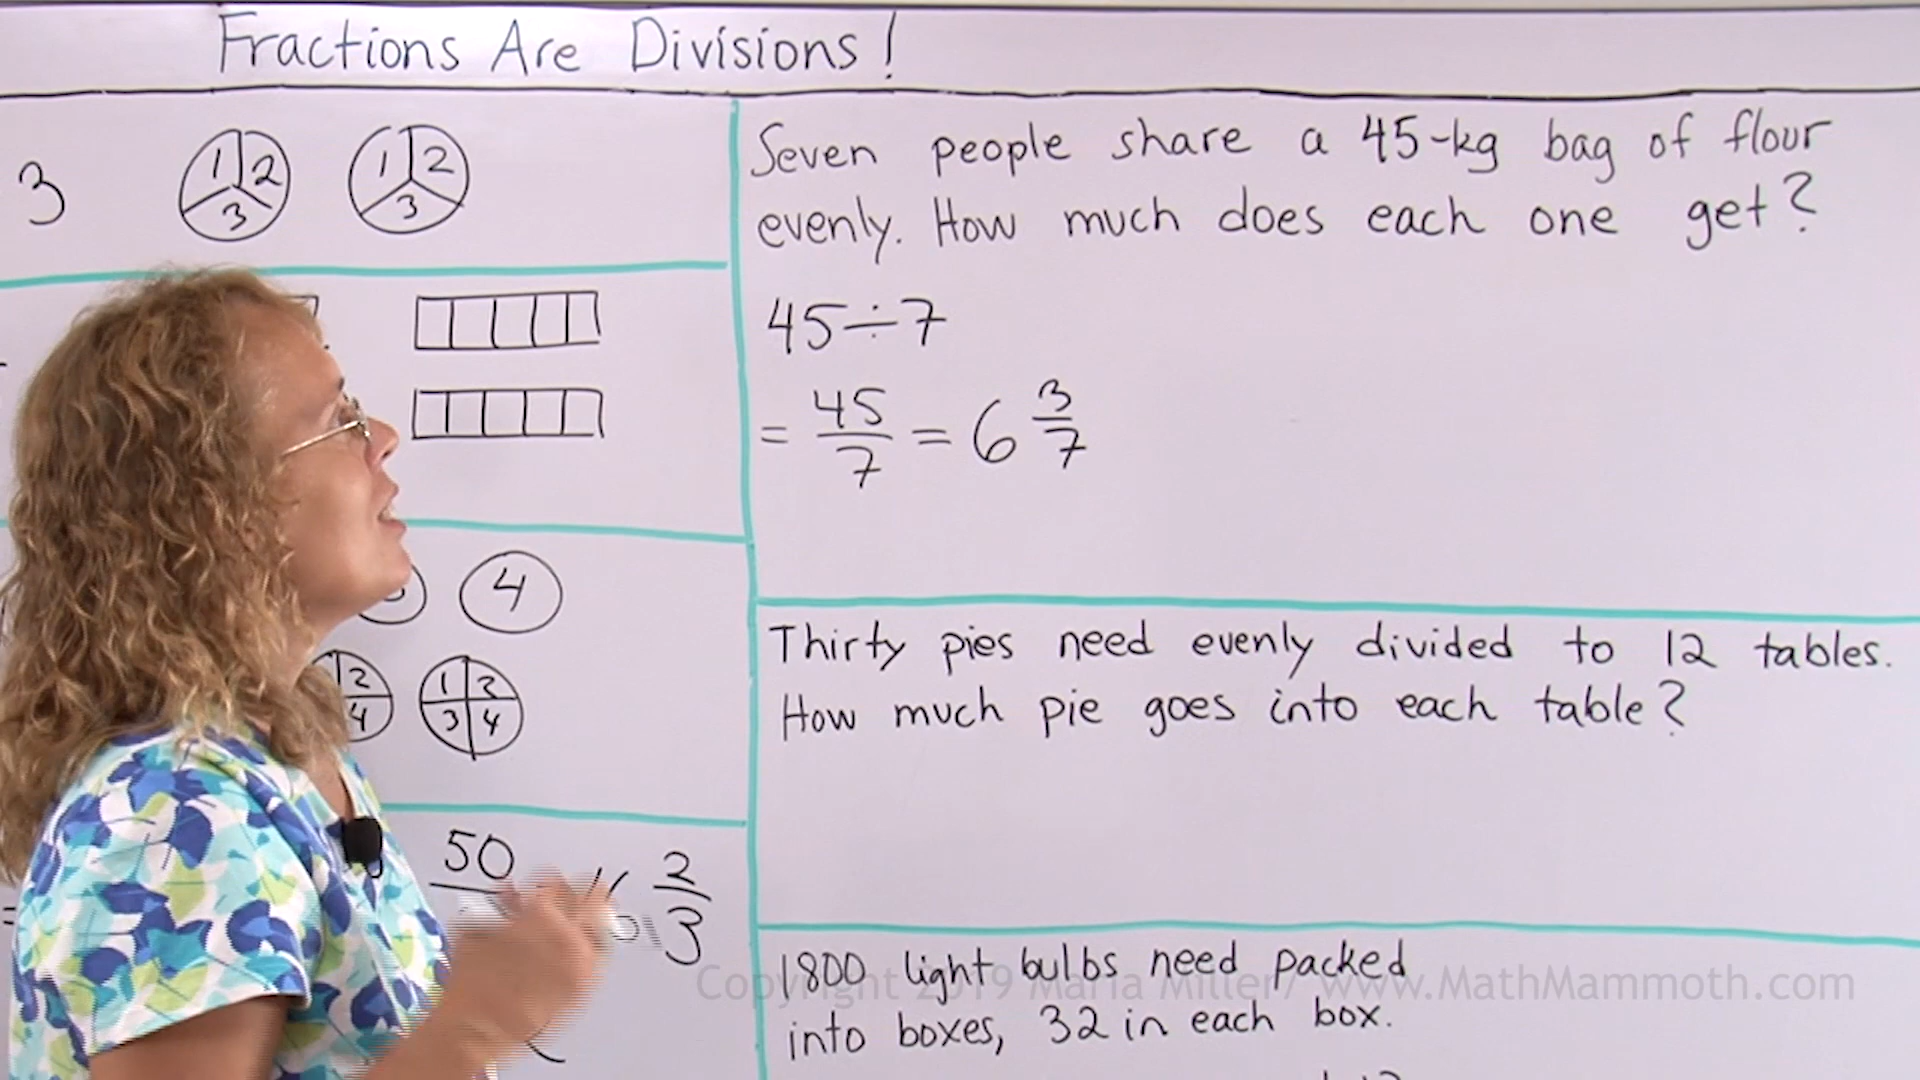 Fractions Are Divisions!
3
1 2 3
1 2 3
4
2 4
1 2 3 4
50
2/3
Seven people share a 45-kg bag of flour
evenly. How much does each one get?
45÷7
= 45/7 = 6 3/7
Thirty pies need evenly divided to 12 tables.
How much pie goes into each table?
1800 light bulbs need packed
into boxes, 32 in each box.
Copyright 2019 Maria Miller / www.MathMammoth.com